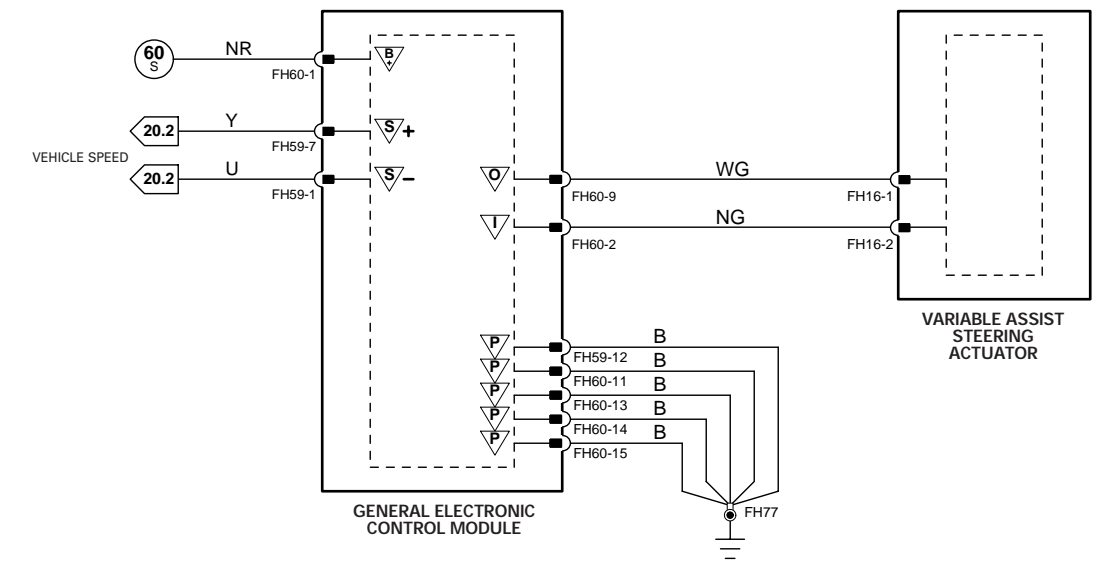 60
S
NR
FH60-1
B
+
20.2
Y
FH59-7
S
+
VEHICLE SPEED
20.2
U
FH59-1
S
–
O
FH60-9
WG
FH16-1
I
FH60-2
NG
FH16-2
VARIABLE ASSIST
STEERING
ACTUATOR
P
B
FH59-12
P
B
FH60-11
P
B
FH60-13
P
B
FH60-14
P
B
FH60-15
FH77
GENERAL ELECTRONIC
CONTROL MODULE